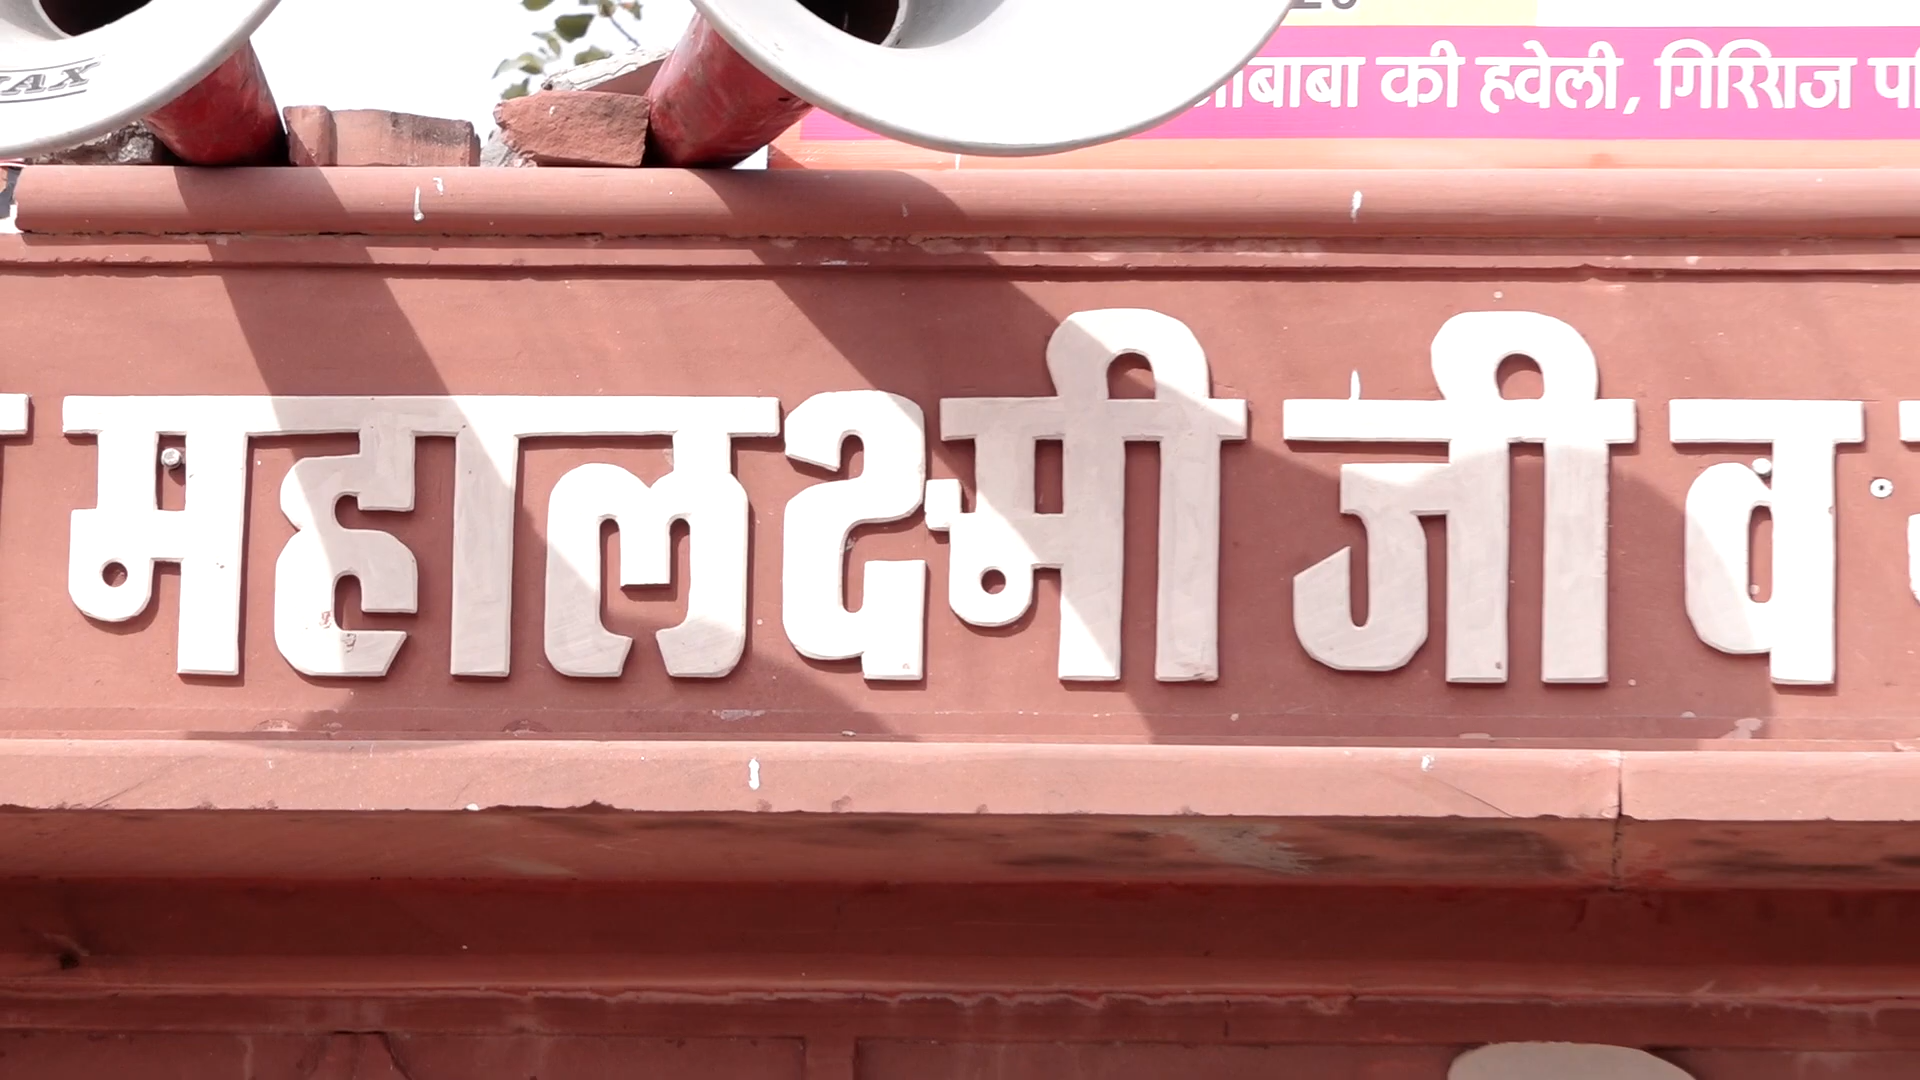 की हवेली, गिरिराज
महालक्ष्मी जी व